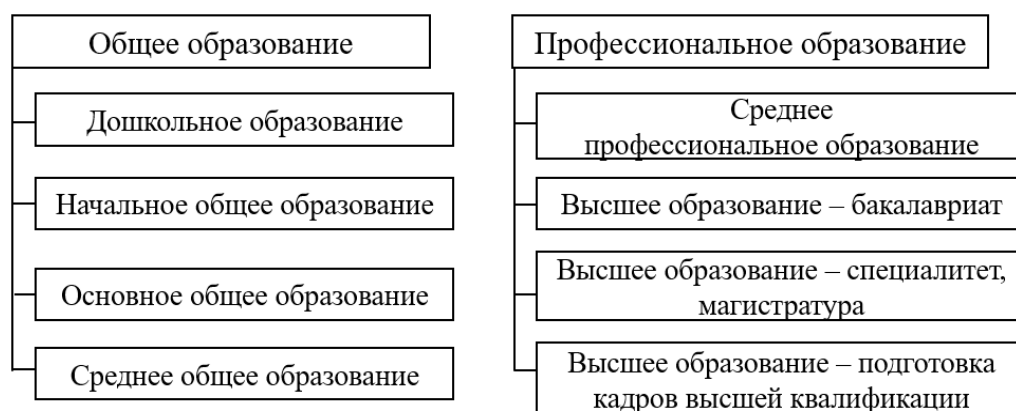 Общее образование
Дошкольное образование
Начальное общее образование
Основное общее образование
Среднее общее образование
Профессиональное образование
Среднее
профессиональное образование
Высшее образование – бакалавриат
Высшее образование – специалитет,
магистратура
Высшее образование – подготовка
кадров высшей квалификации